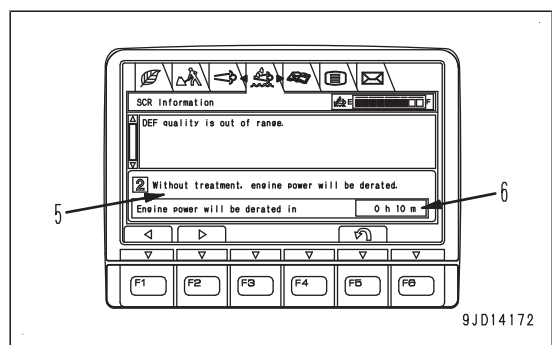 SCR Information
E F
DEF quality is out of range.
2 Without treatment, engine power will be derated.
5
6
Engine power will be derated in 0 h 10 m
F1 F2 F3 F4 F5 F6
9JD14172